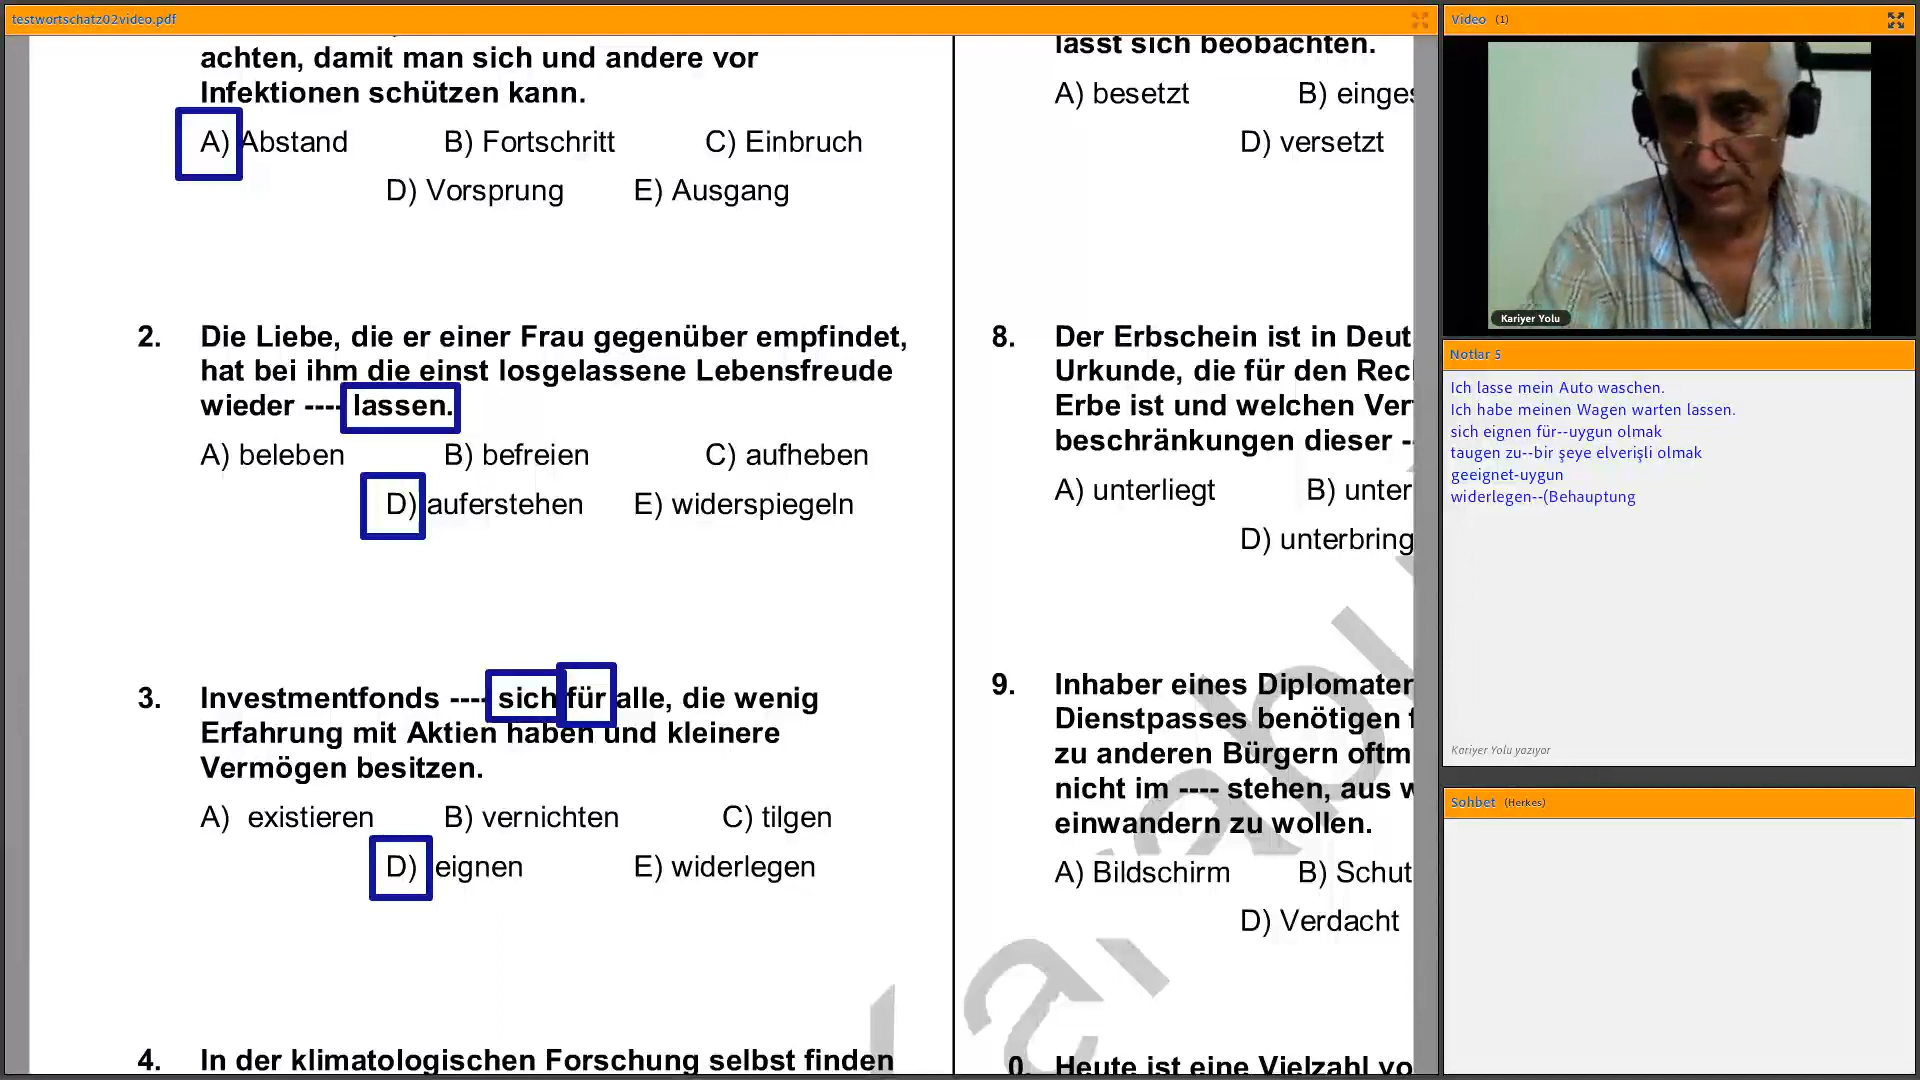 testwortschatz02video.pdf
achten, damit man sich und andere vor
Infektionen schützen kann.
A) Abstand B) Fortschritt C) Einbruch
D) Vorsprung E) Ausgang
2. Die Liebe, die er einer Frau gegenüber empfindet,
hat bei ihm die einst losgelassene Lebensfreude
wieder ---- lassen.
A) beleben B) befreien C) aufheben
D) auferstehen E) widerspiegeln
3. Investmentfonds ---- sich für alle, die wenig
Erfahrung mit Aktien haben und kleinere
Vermögen besitzen.
A) existieren B) vernichten C) tilgen
D) eignen E) widerlegen
4. In der klimatologischen Forschung selbst finden
lässt sich beobachten.
A) besetzt B) einges
D) versetzt
8. Der Erbschein ist in Deut
Urkunde, die für den Rec
Erbe ist und welchen Ver
beschränkungen dieser --
A) unterliegt B) unter
D) unterbring
9. Inhaber eines Diplomaten
Dienstpasses benötigen f
zu anderen Bürgern oftm
nicht im ---- stehen, aus w
einwandern zu wollen.
A) Bildschirm B) Schut
D) Verdacht
0. Heute ist eine Vielzahl vo
Video (1)
Kariyer Yolu
Notlar 5
Ich lasse mein Auto waschen.
Ich habe meinen Wagen warten lassen.
sich eignen für--uygun olmak
taugen zu--bir şeye elverişli olmak
geeignet-uygun
widerlegen--(Behauptung
Kariyer Yolu yazıyor
Sohbet (Herkes)